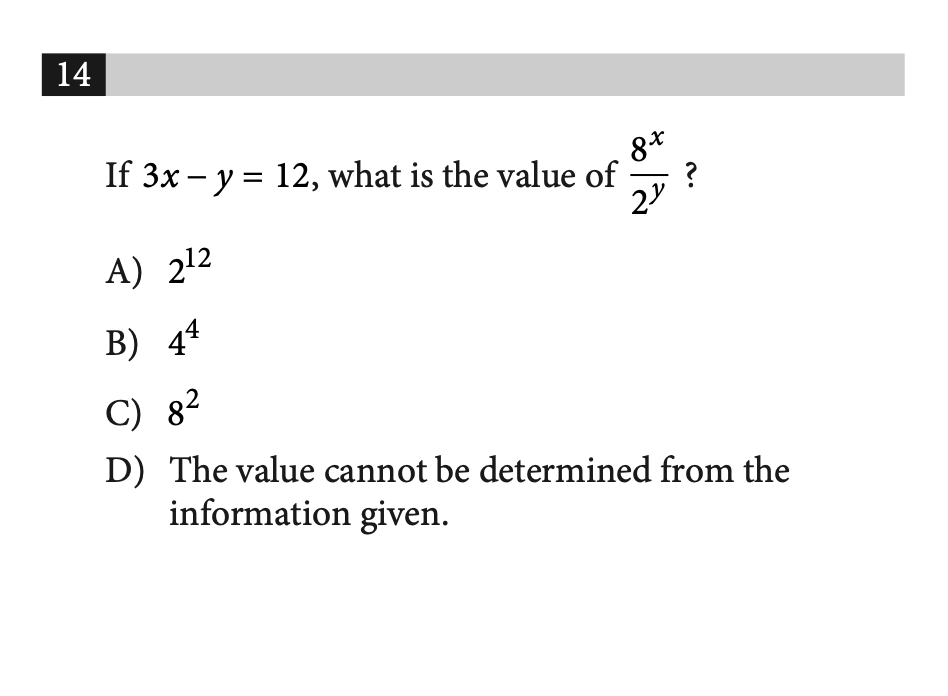 14
If 3x – y = 12, what is the value of 8^x / 2^y ?
A) 2^12
B) 4^4
C) 8^2
D) The value cannot be determined from the
information given.